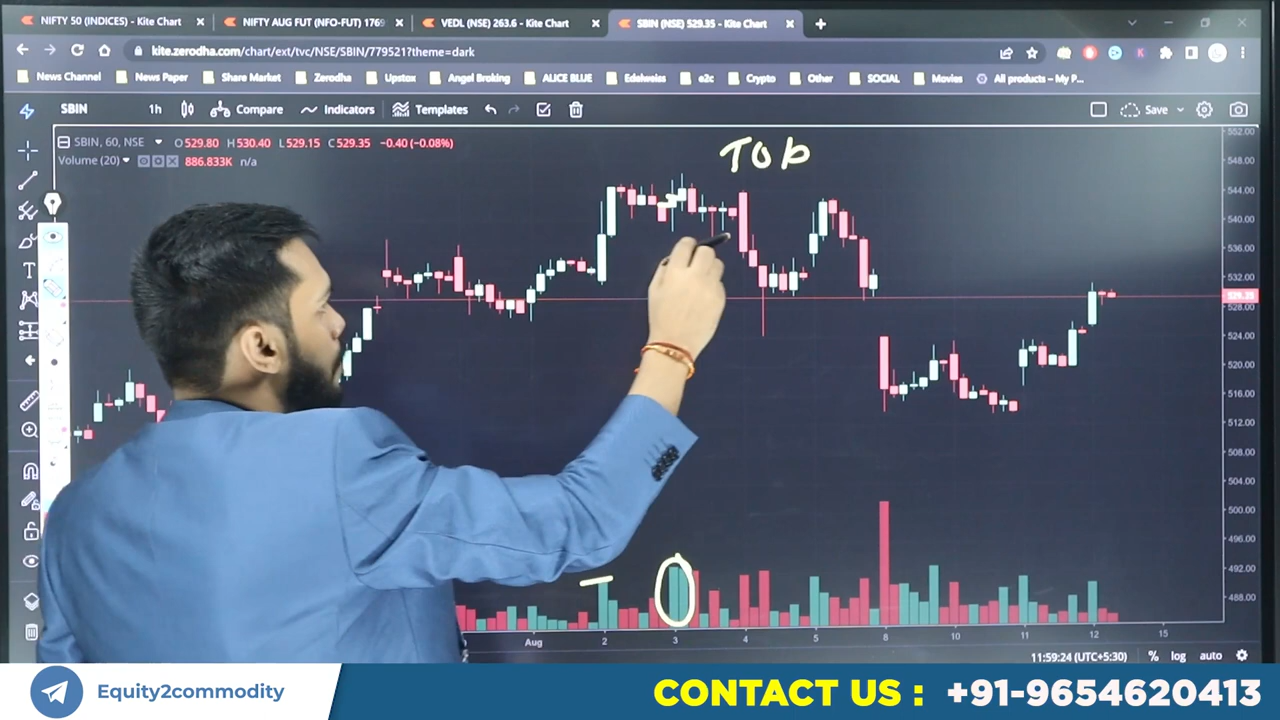 NIFTY 50 (INDICES) - Kite Chart
NIFTY AUG FUT (NFO-FUT) 1769
VEDL (NSE) 263.6 - Kite Chart
SBIN (NSE) 529.35 - Kite Chart
kite.zerodha.com/chart/ext/tvc/NSE/SBIN/779521?theme=dark
News Channel News Paper Share Market Zerodha Upstox Angel Broking ALICE BLUE Edelweiss e2c Crypto Other SOCIAL Movies All products – My P...
SBIN 1h Compare Indicators Templates Save
SBIN, 60, NSE O529.80 H530.40 L529.15 C529.35 −0.40 (−0.08%)
Volume (20) 886.833K n/a
TOP
552.00
548.00
544.00
540.00
536.00
532.00
529.35
528.00
524.00
520.00
516.00
512.00
508.00
504.00
500.00
496.00
492.00
488.00
Aug 2 3 4 5 8 10 11 12 15
11:59:24 (UTC+5:30) % log auto
Equity2commodity
CONTACT US : +91-9654620413